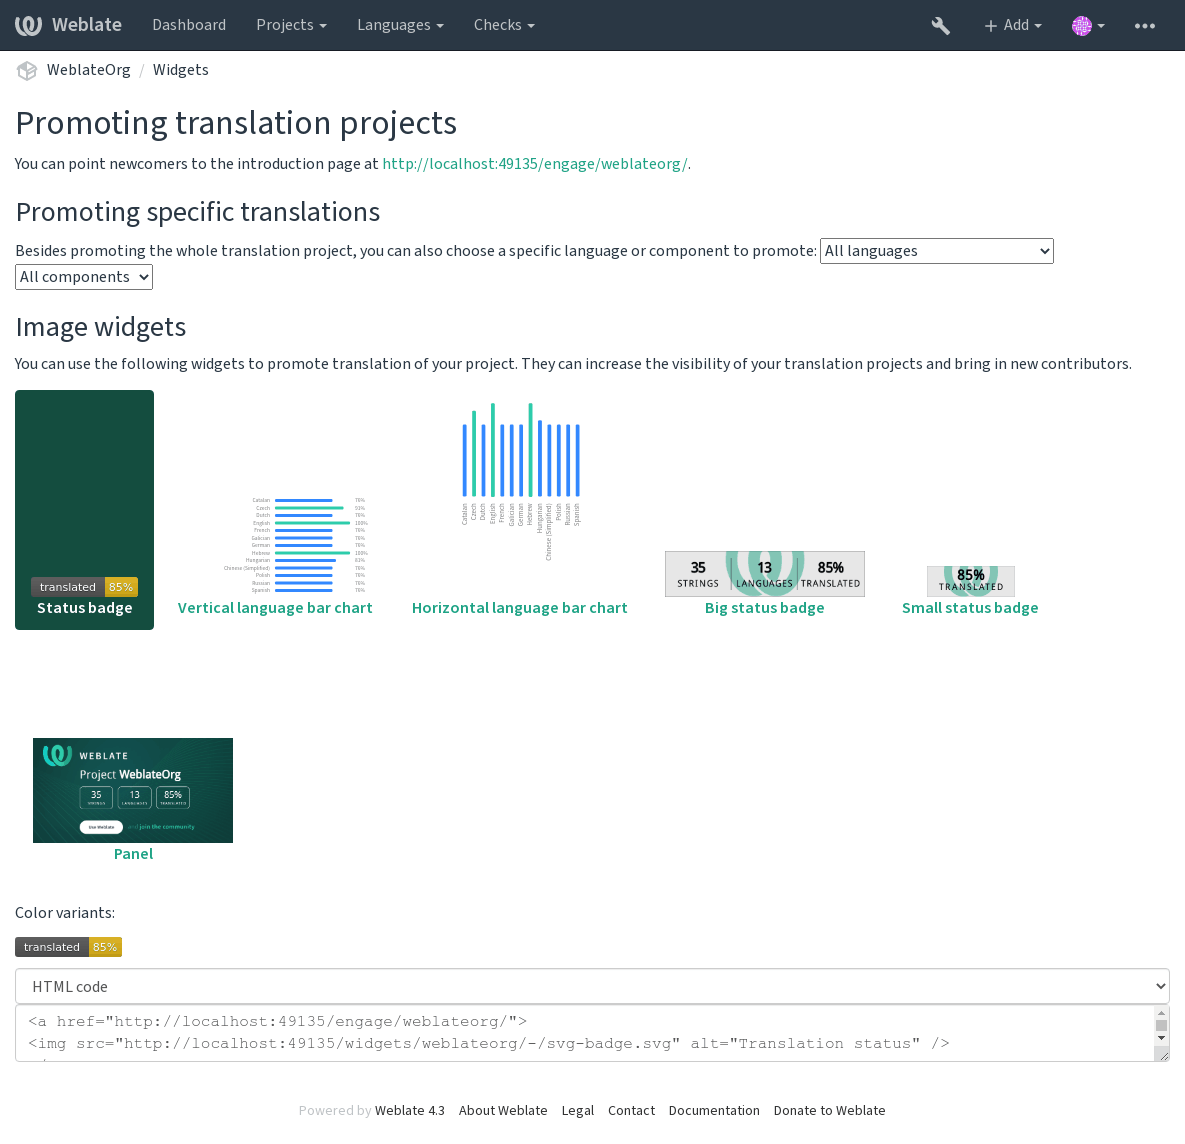 Weblate Dashboard Projects Languages Checks Add
WeblateOrg / Widgets
Promoting translation projects
You can point newcomers to the introduction page at http://localhost:49135/engage/weblateorg/.
Promoting specific translations
Besides promoting the whole translation project, you can also choose a specific language or component to promote: All languages
All components
Image widgets
You can use the following widgets to promote translation of your project. They can increase the visibility of your translation projects and bring in new contributors.
translated 85%
Status badge
Catalan 76%
Czech 91%
Dutch 76%
English 100%
French 76%
Galician 76%
German 76%
Hebrew 100%
Hungarian 81%
Chinese (Simplified) 76%
Polish 76%
Russian 76%
Spanish 76%
Vertical language bar chart
Catalan
Czech
Dutch
English
French
Galician
German
Hebrew
Hungarian
Chinese (Simplified)
Polish
Russian
Spanish
Horizontal language bar chart
35 13 85%
STRINGS LANGUAGES TRANSLATED
Big status badge
85%
TRANSLATED
Small status badge
WEBLATE
Project WeblateOrg
35 13 85%
STRINGS LANGUAGES TRANSLATED
Use Weblate and join the community
Panel
Color variants:
translated 85%
HTML code
<a href="http://localhost:49135/engage/weblateorg/">
<img src="http://localhost:49135/widgets/weblateorg/-/svg-badge.svg" alt="Translation status" />
Powered by Weblate 4.3 About Weblate Legal Contact Documentation Donate to Weblate